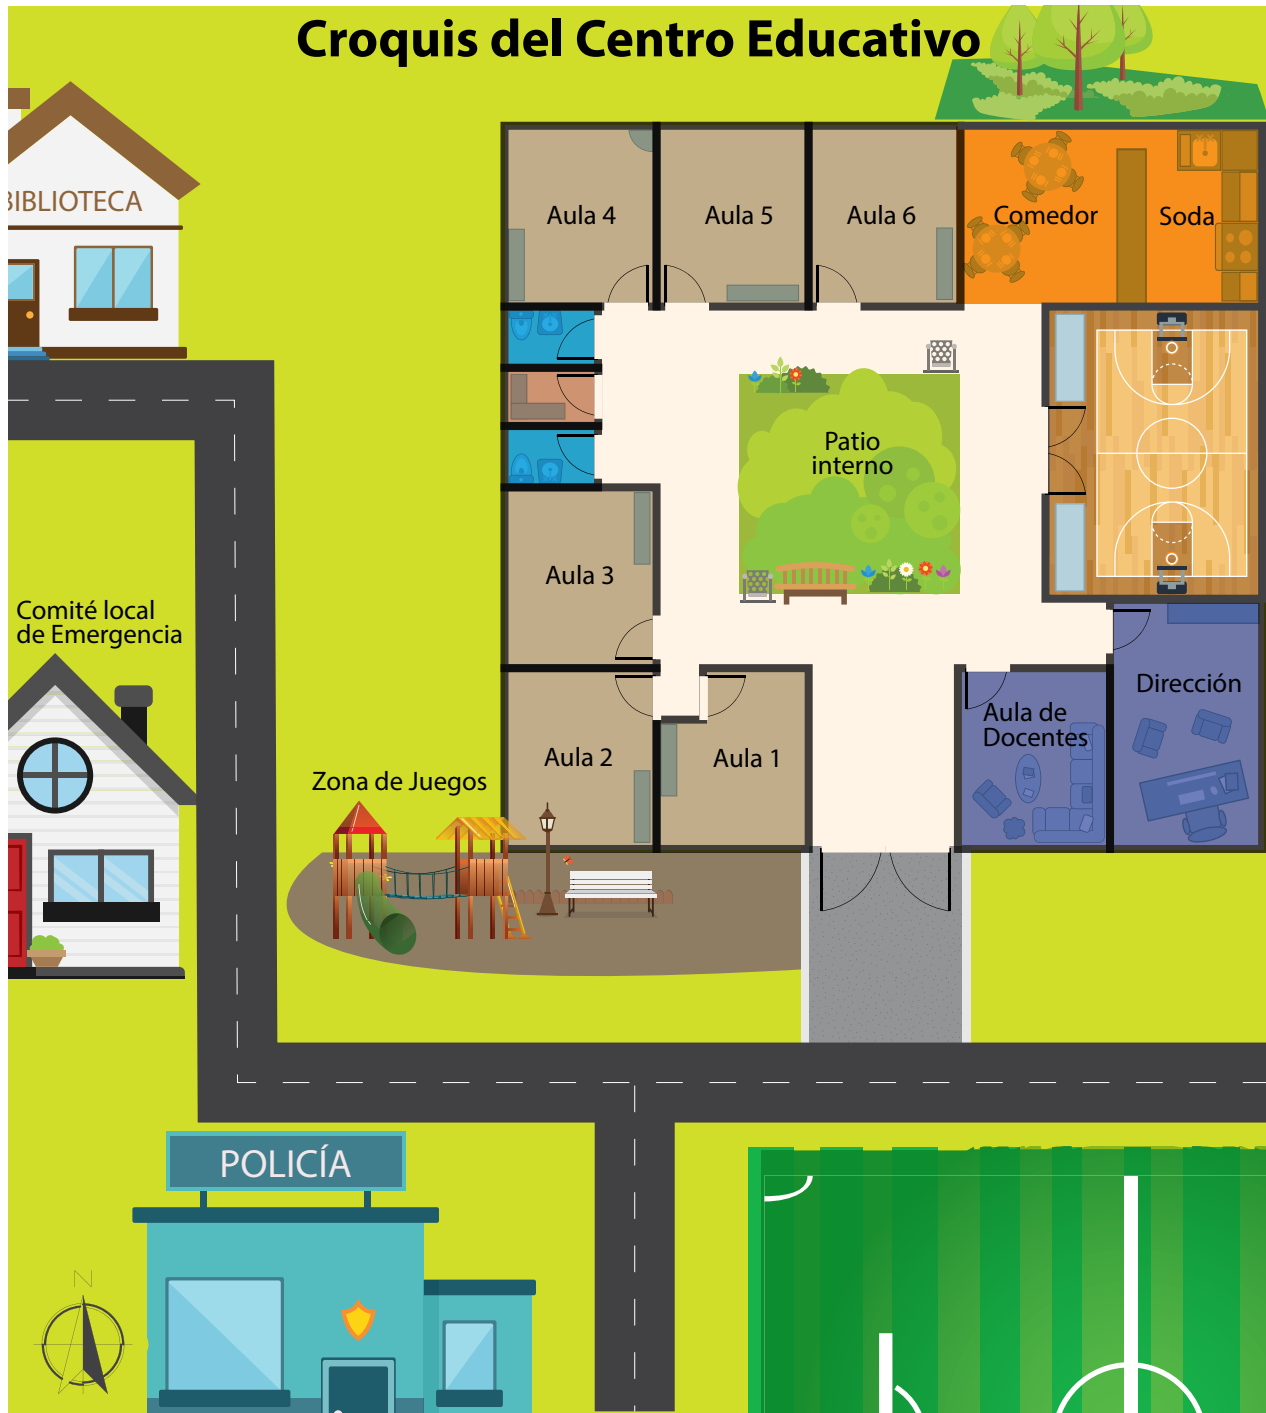 Croquis del Centro Educativo
BIBLIOTECA
Aula 4
Aula 5
Aula 6
Comedor
Soda
Patio
interno
Aula 3
Comité local
de Emergencia
Dirección
Aula de
Docentes
Aula 2
Aula 1
Zona de Juegos
POLICÍA
N